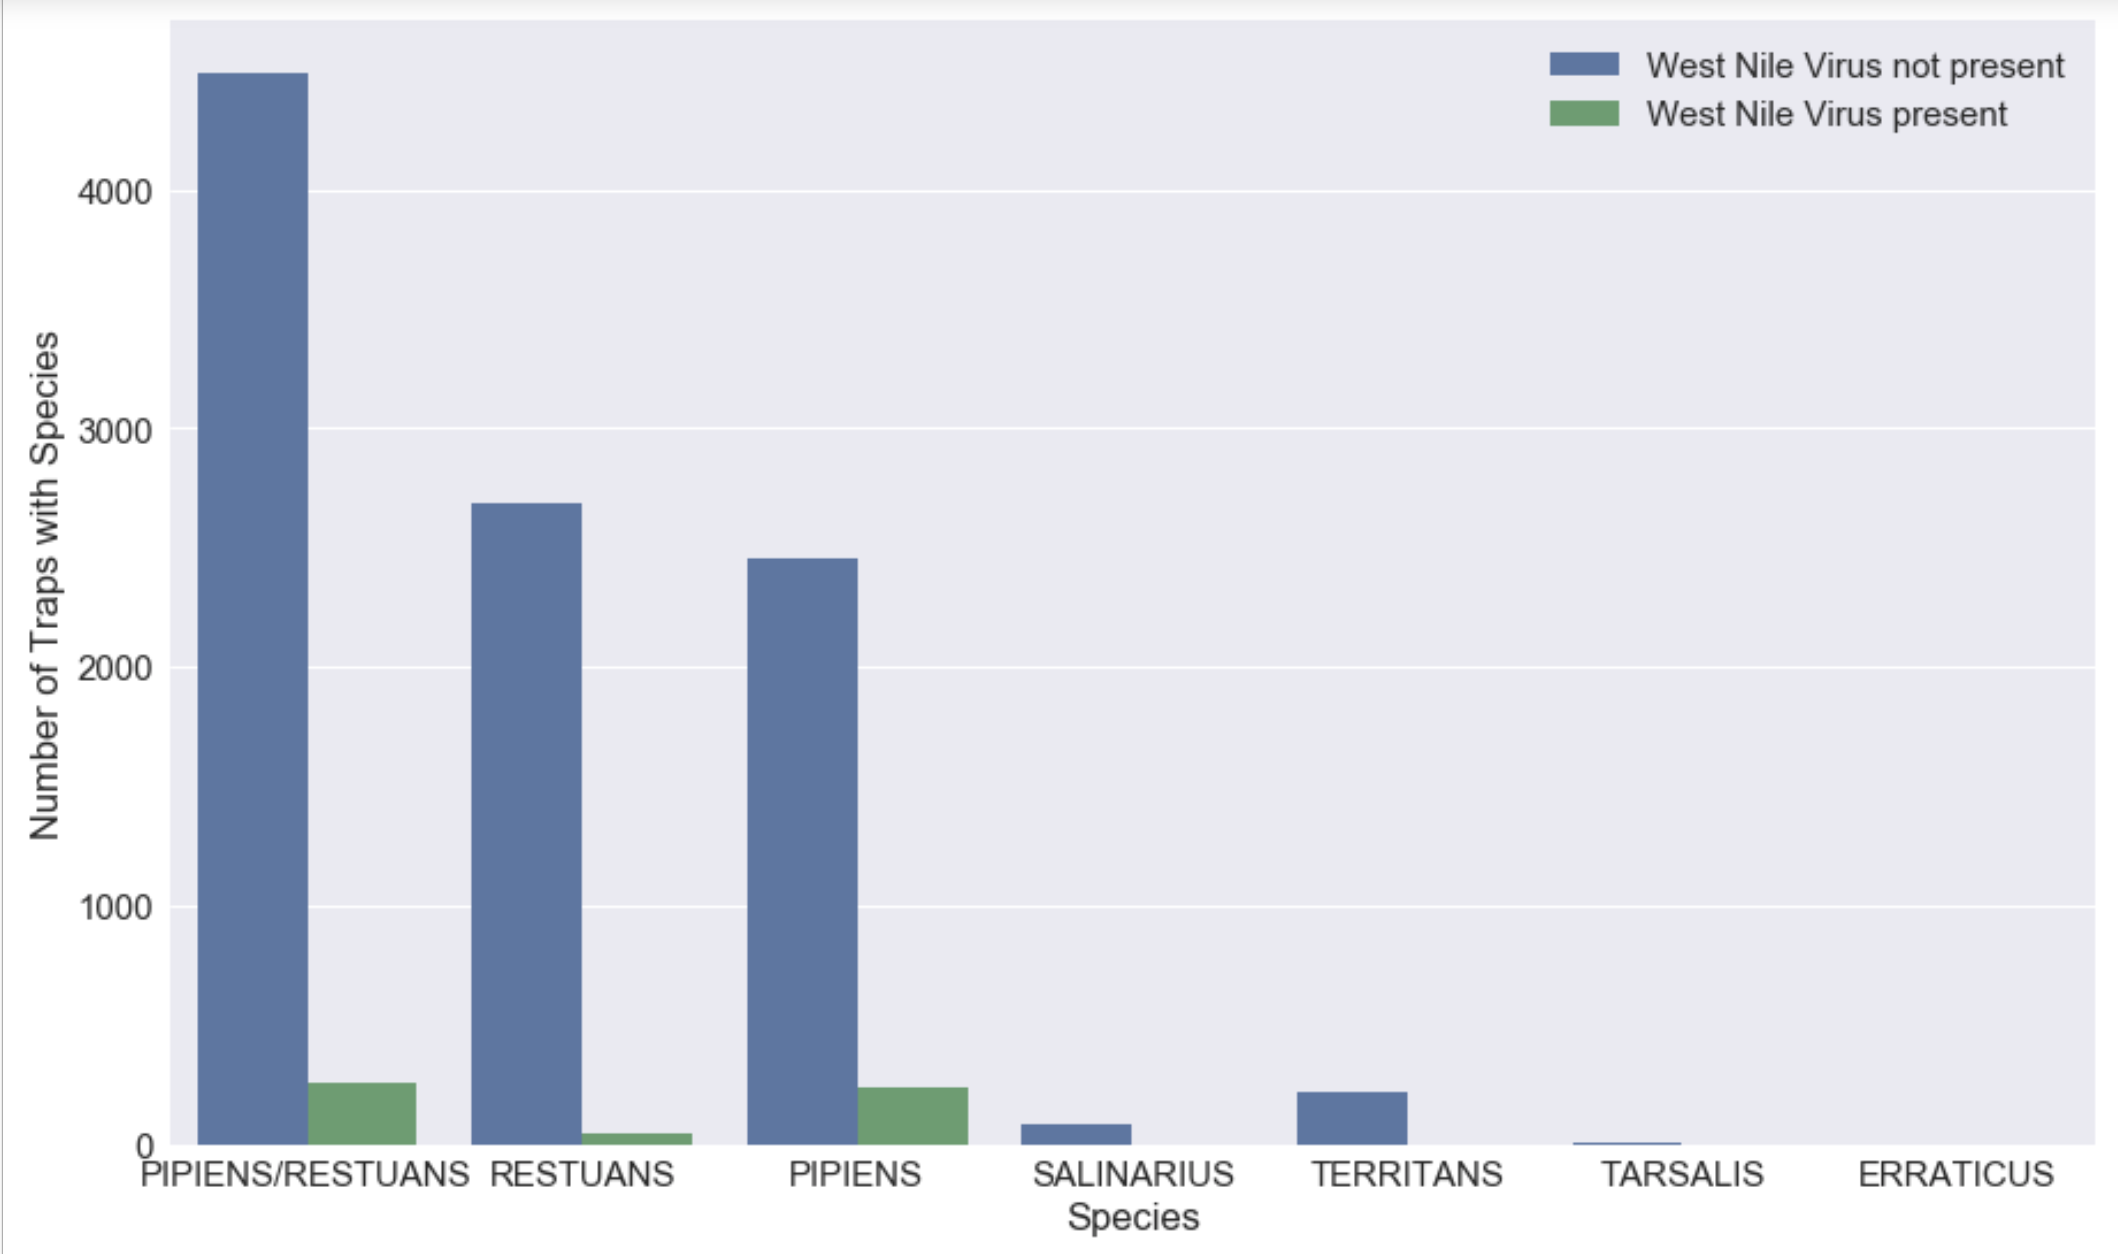 West Nile Virus not present
West Nile Virus present
Number of Traps with Species
4000
3000
2000
1000
0
PIPIENS/RESTUANS RESTUANS PIPIENS SALINARIUS TERRITANS TARSALIS ERRATICUS
Species